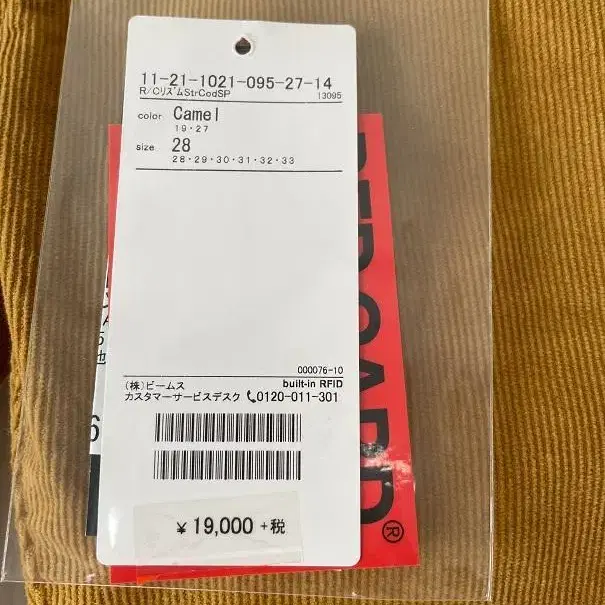 11-21-1021-095-27-14
R/CリズムStrCodSP 13095
color Camel
19・27
size 28
28・29・30・31・32・33
000076-10
(株)ビームス built-in RFID
カスタマーサービスデスク 0120-011-301
¥19,000 +税
REDCARD®
6